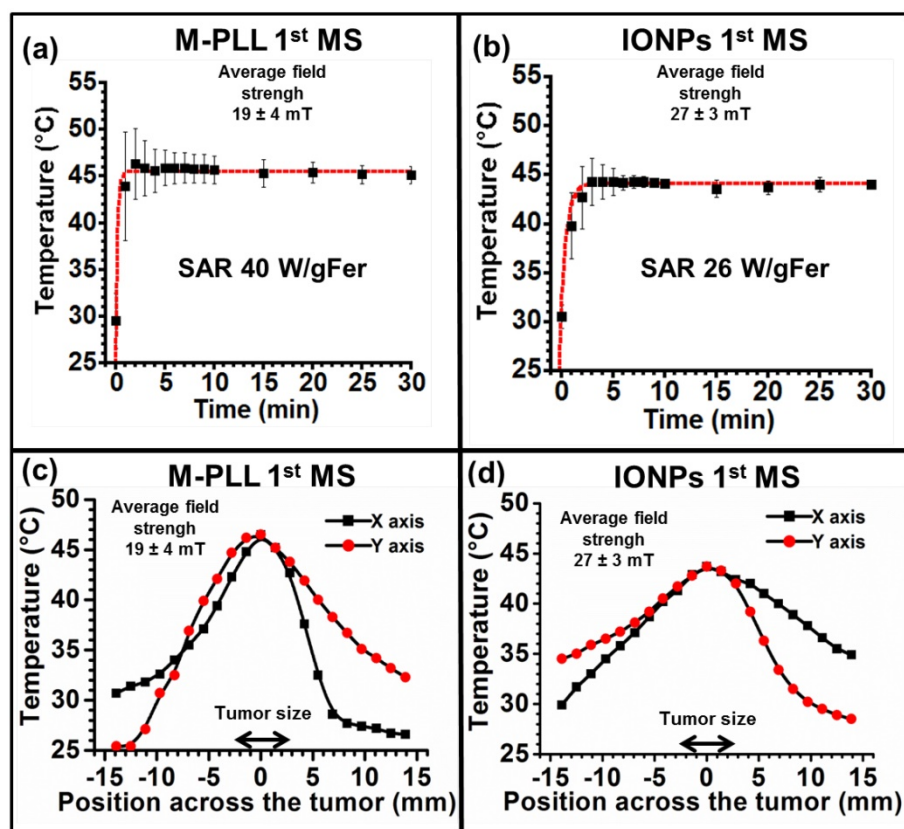 (a)
M-PLL 1st MS
Average field
strengh
19 ± 4 mT
Temperature (°C)
55
50
45
40
35
30
25
SAR 40 W/gFer
0 5 10 15 20 25 30
Time (min)
(b)
IONPs 1st MS
Average field
strengh
27 ± 3 mT
Temperature (°C)
55
50
45
40
35
30
25
SAR 26 W/gFer
0 5 10 15 20 25 30
Time (min)
(c)
M-PLL 1st MS
Average field
strengh
19 ± 4 mT
X axis
Y axis
Temperature (°C)
50
45
40
35
30
25
Tumor size
-15 -10 -5 0 5 10 15
Position across the tumor (mm)
(d)
IONPs 1st MS
Average field
strengh
27 ± 3 mT
X axis
Y axis
Temperature (°C)
50
45
40
35
30
25
Tumor size
-15 -10 -5 0 5 10 15
Position across the tumor (mm)